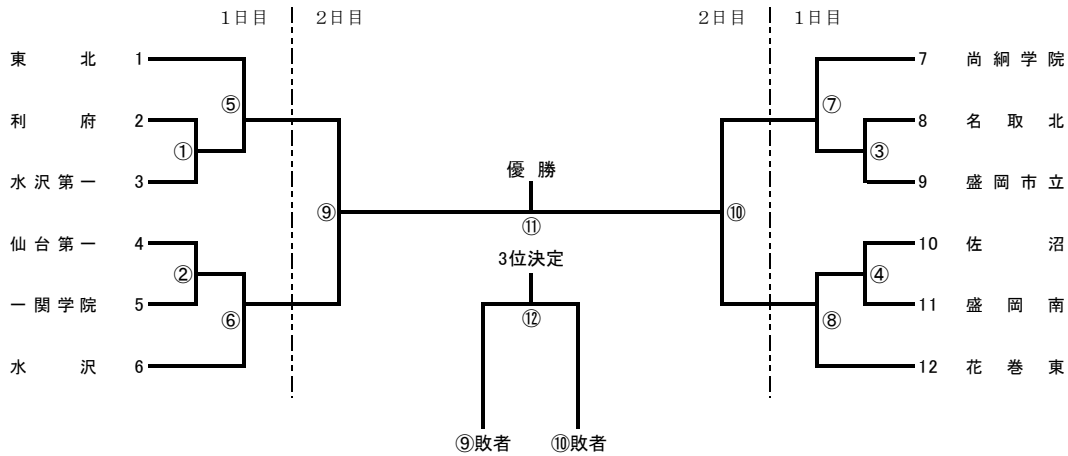 1日目 2日目 2日目 1日目
東北 1 7 尚絅学院
⑤ ⑦
利府 2 8 名取北
① ③
水沢第一 3 優勝 9 盛岡市立
⑨ ⑪ ⑩
仙台第一 4 3位決定 10 佐沼
② ④
一関学院 5 ⑫ 11 盛岡南
⑥ ⑧
水沢 6 12 花巻東
⑨敗者 ⑩敗者